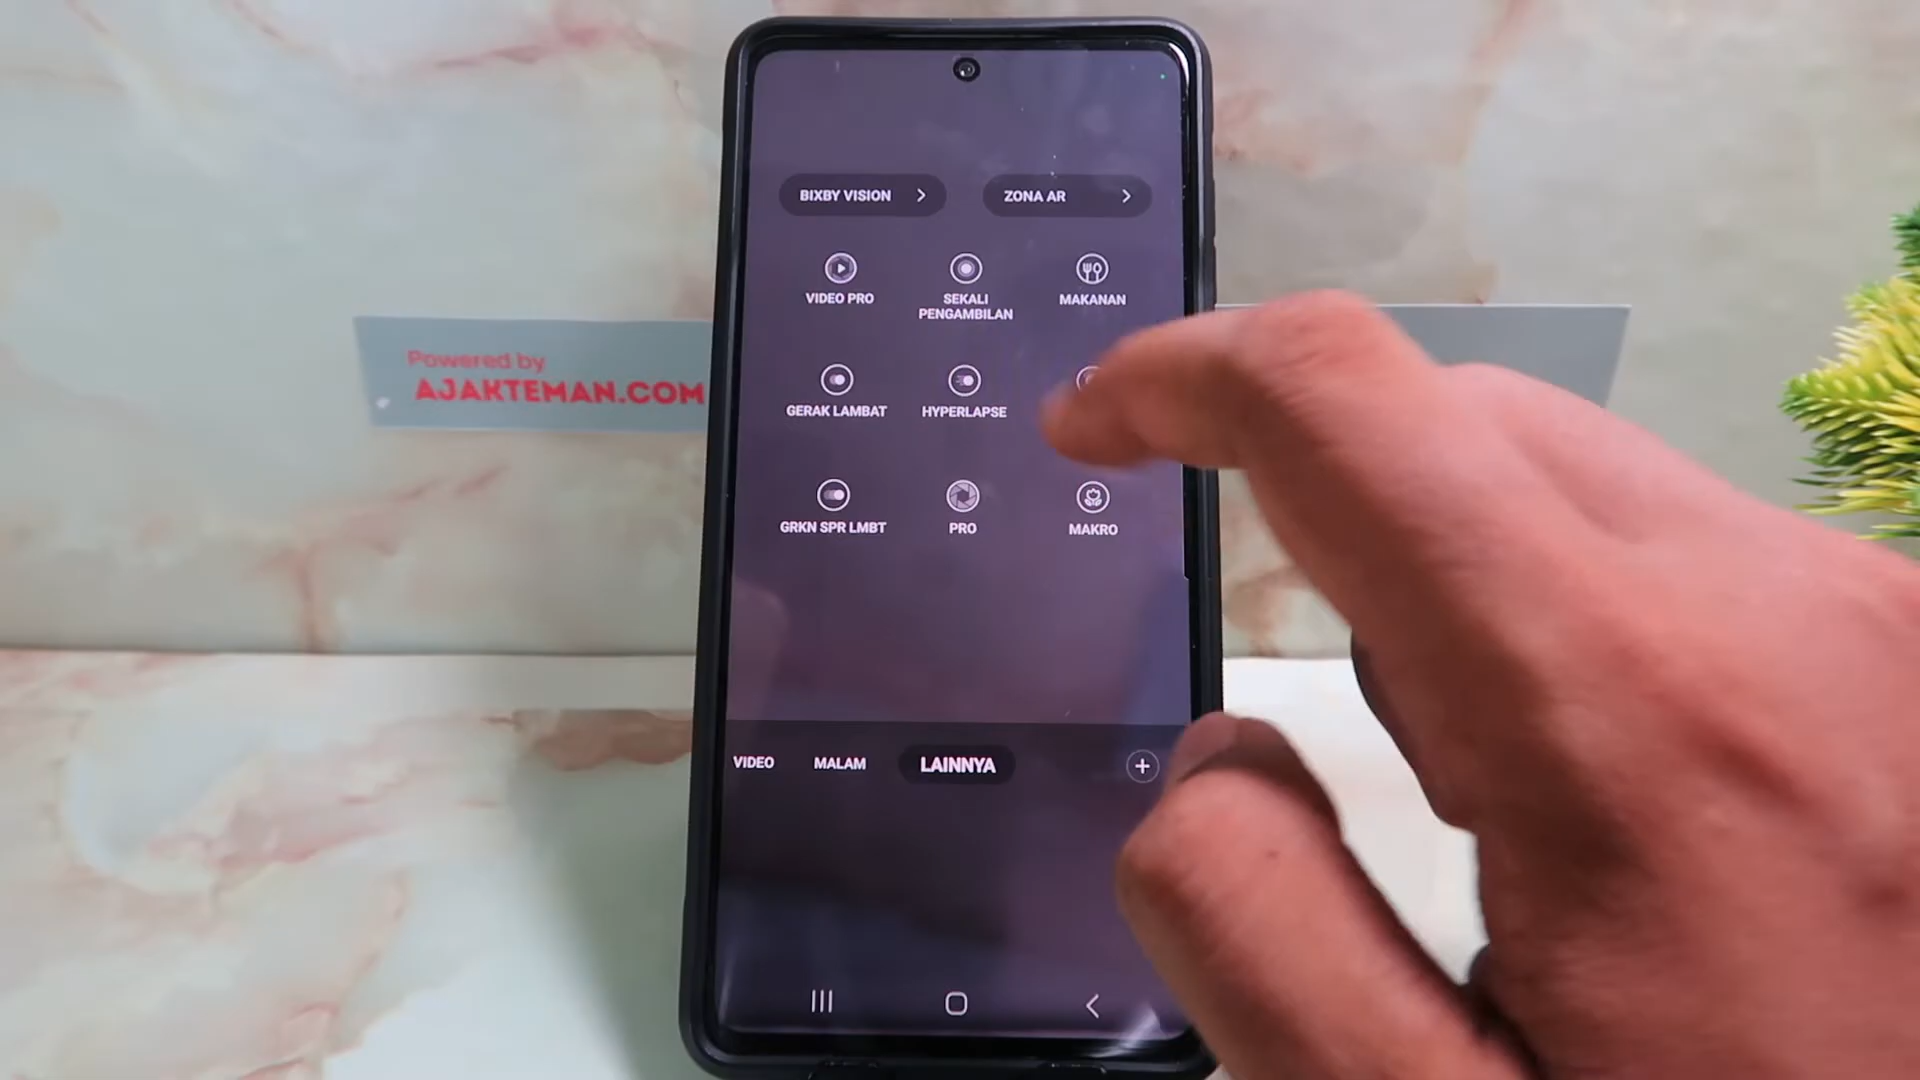 BIXBY VISION
ZONA AR
VIDEO PRO
SEKALI
PENGAMBILAN
MAKANAN
Powered by
AJAKTEMAN.COM
GERAK LAMBAT
HYPERLAPSE
GRKN SPR LMBT
PRO
MAKRO
VIDEO
MALAM
LAINNYA